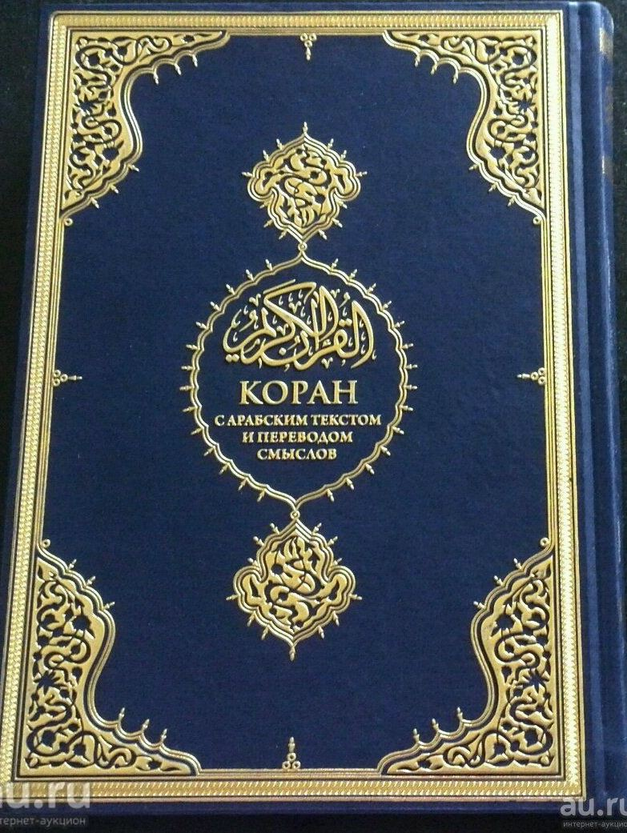 القرآن الكريم
КОРАН
С АРАБСКИМ ТЕКСТОМ
И ПЕРЕВОДОМ
СМЫСЛОВ
au.ru
интернет-аукцион
au.ru
интернет-аукцион